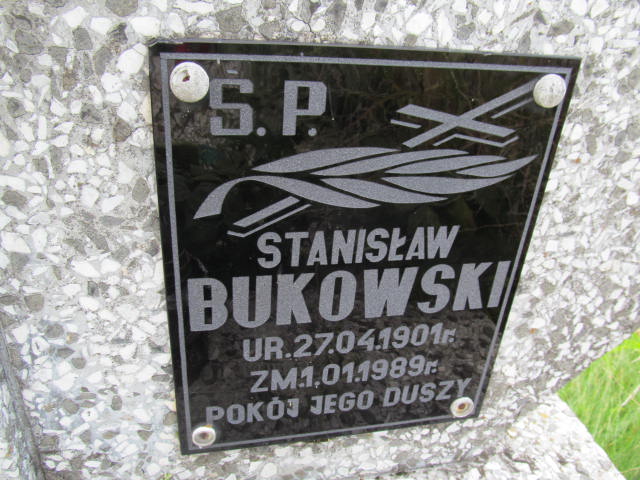 Ś.P.
STANISŁAW
BUKOWSKI
UR.27.04.1901r.
ZM.1.01.1989r.
POKÓJ JEGO DUSZY